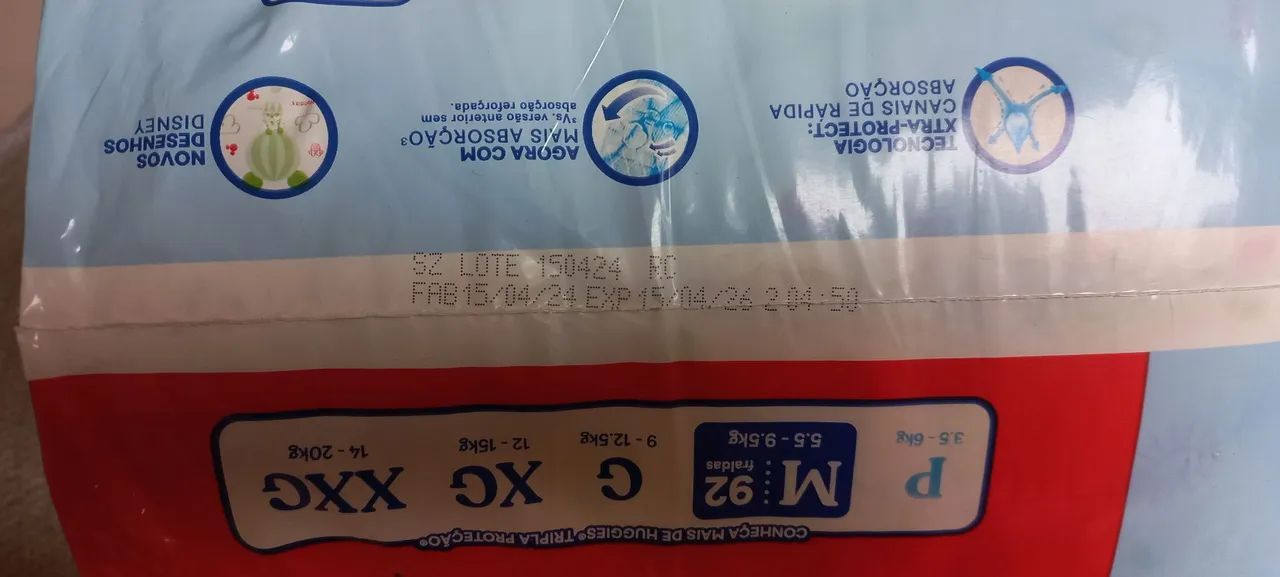 SZ LOTE 150424 RC
FAB15/04/24 EXP15/04/26 2 04:50
CONHEÇA MAIS DE HUGGIES® TRIPLA PROTEÇÃO®
P
3.5 - 6kg
M 92
fraldas
5.5 - 9.5kg
G
9 - 12.5kg
XG
12 - 15kg
XXG
14 - 20kg
TECNOLOGIA
XTRA-PROTECT:
CANAIS DE RÁPIDA
ABSORÇÃO
AGORA COM
MAIS ABSORÇÃO³
³Vs. versão anterior sem
absorção reforçada.
NOVOS
DESENHOS
DISNEY